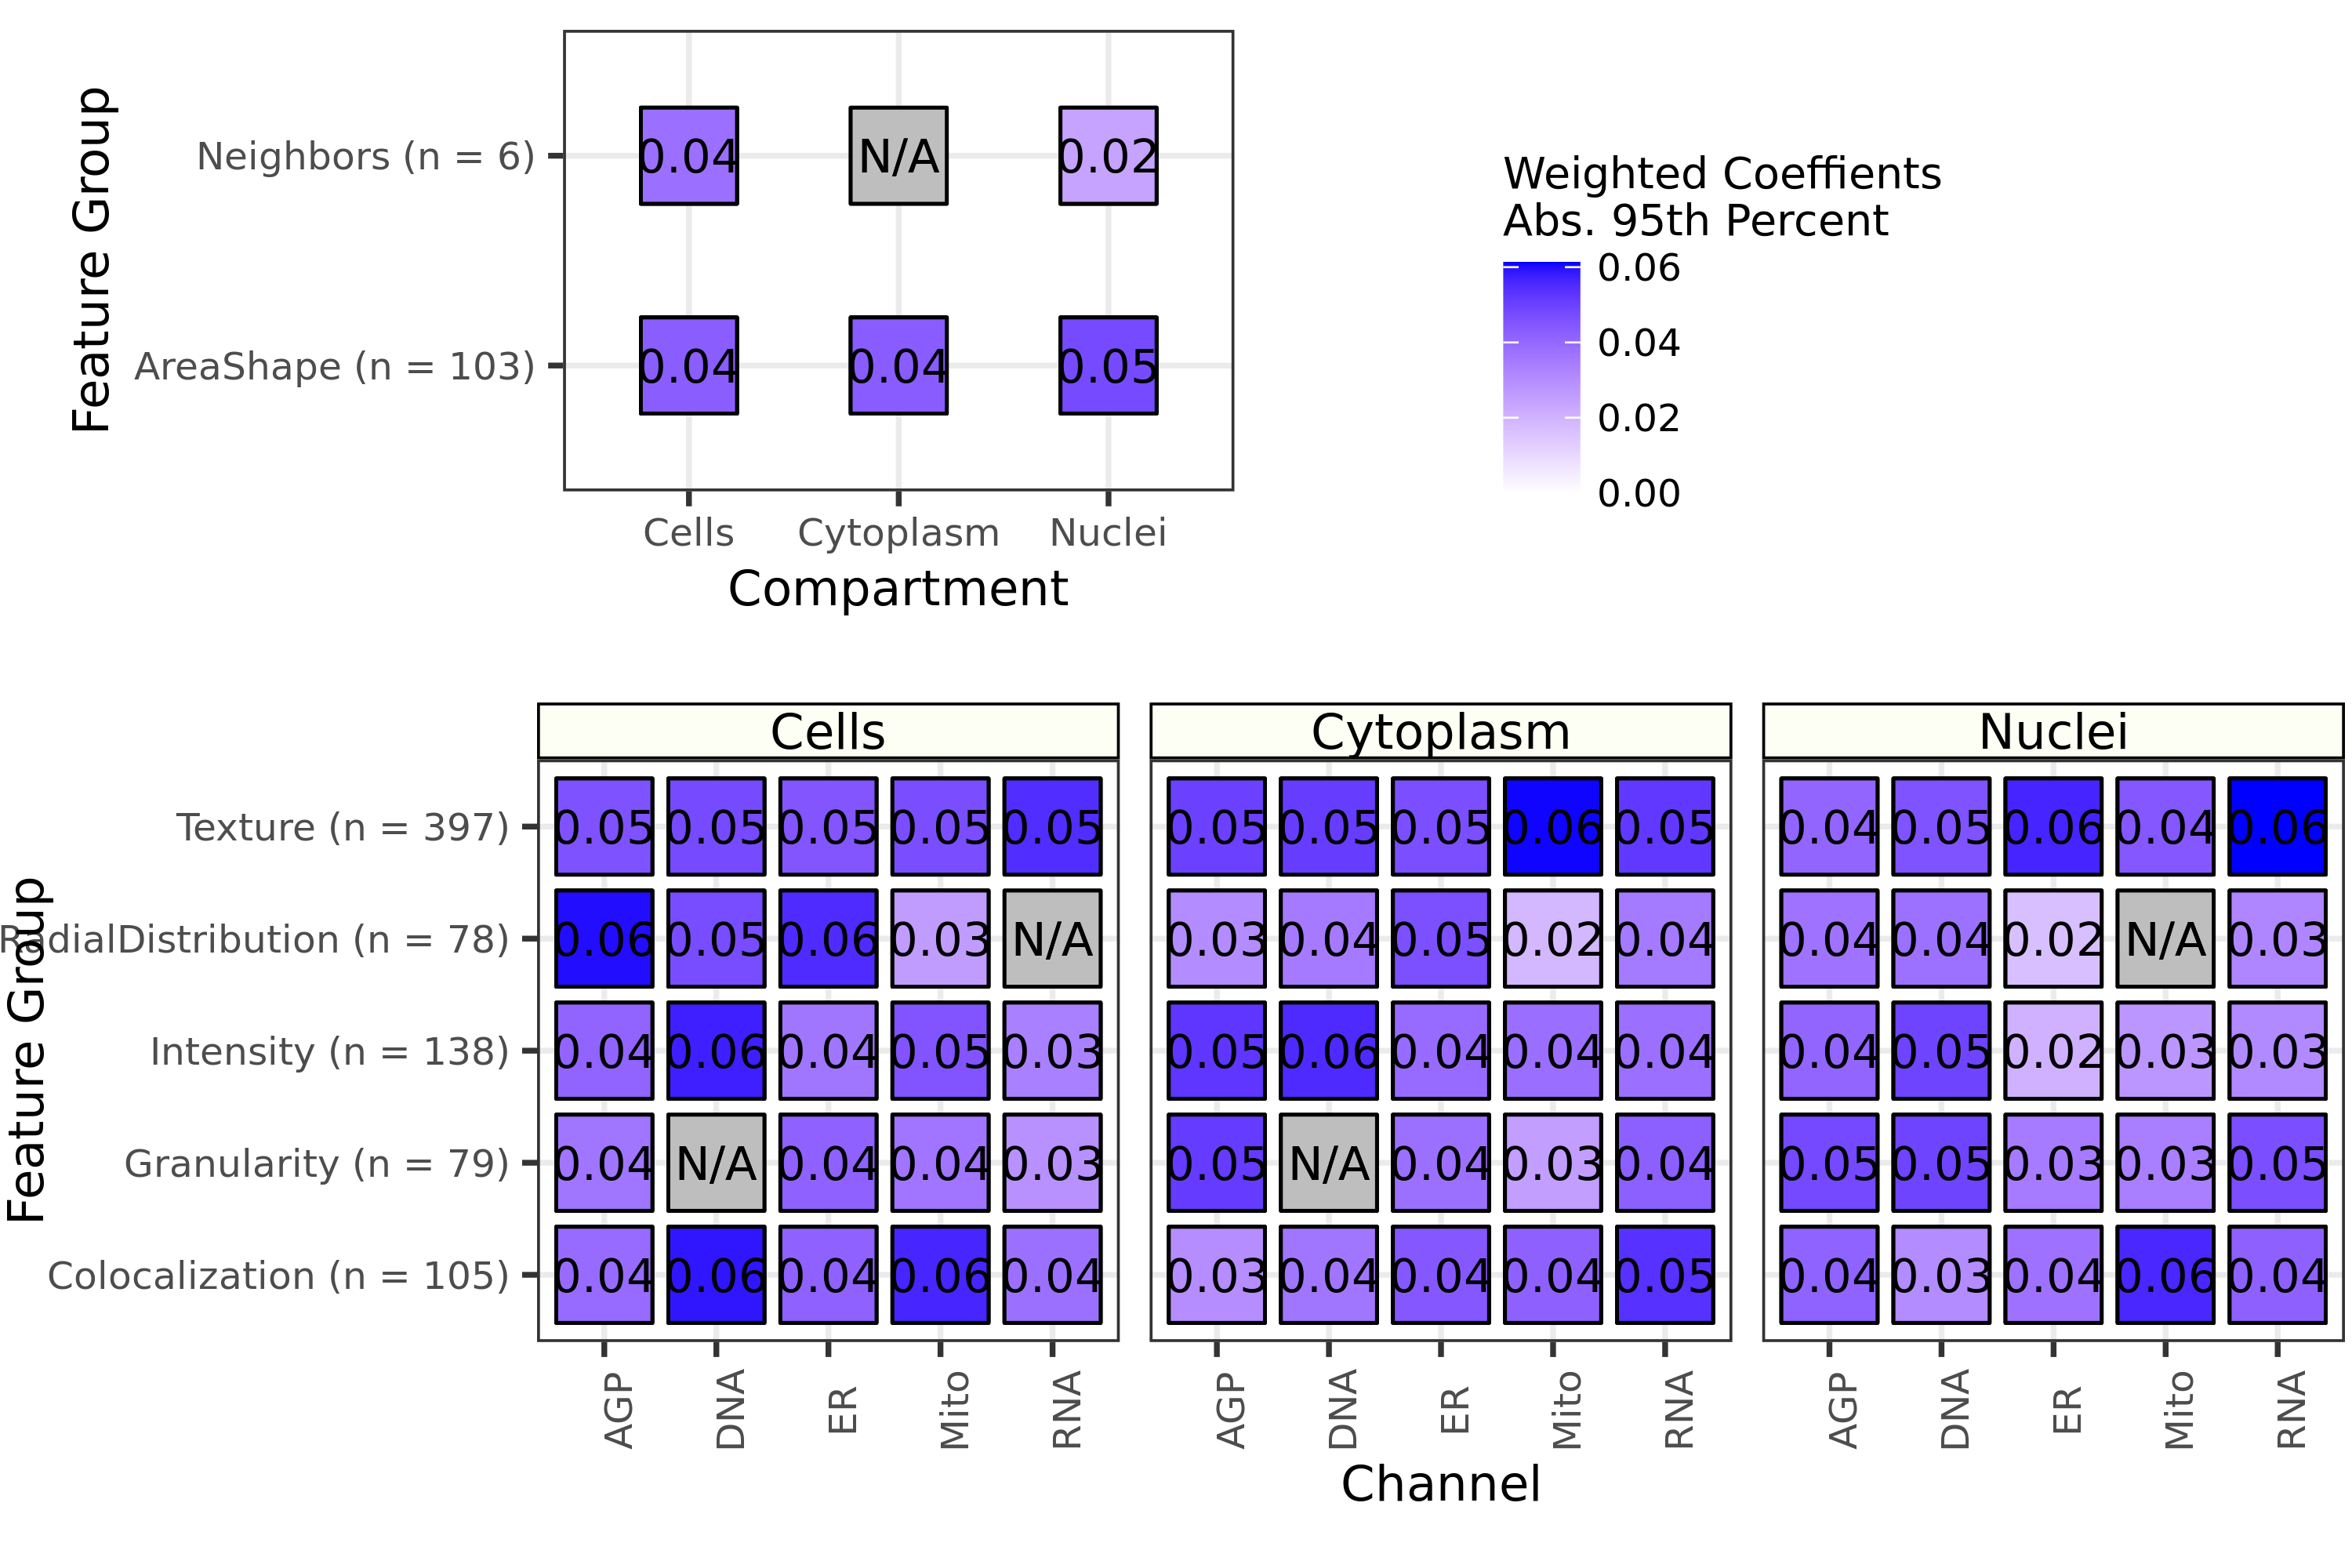 Feature Group
Neighbors (n = 6)
0.04 N/A 0.02
AreaShape (n = 103)
0.04 0.04 0.05
Cells Cytoplasm Nuclei
Compartment
Weighted Coeffients
Abs. 95th Percent
0.06
0.04
0.02
0.00
Cells Cytoplasm Nuclei
Feature Group
Texture (n = 397)
0.05 0.05 0.05 0.05 0.05 0.05 0.05 0.05 0.06 0.05 0.04 0.05 0.06 0.04 0.06
RadialDistribution (n = 78)
0.06 0.05 0.06 0.03 N/A 0.03 0.04 0.05 0.02 0.04 0.04 0.04 0.02 N/A 0.03
Intensity (n = 138)
0.04 0.06 0.04 0.05 0.03 0.05 0.06 0.04 0.04 0.04 0.04 0.05 0.02 0.03 0.03
Granularity (n = 79)
0.04 N/A 0.04 0.04 0.03 0.05 N/A 0.04 0.03 0.04 0.05 0.05 0.03 0.03 0.05
Colocalization (n = 105)
0.04 0.06 0.04 0.06 0.04 0.03 0.04 0.04 0.04 0.05 0.04 0.03 0.04 0.06 0.04
AGP DNA ER Mito RNA AGP DNA ER Mito RNA AGP DNA ER Mito RNA
Channel